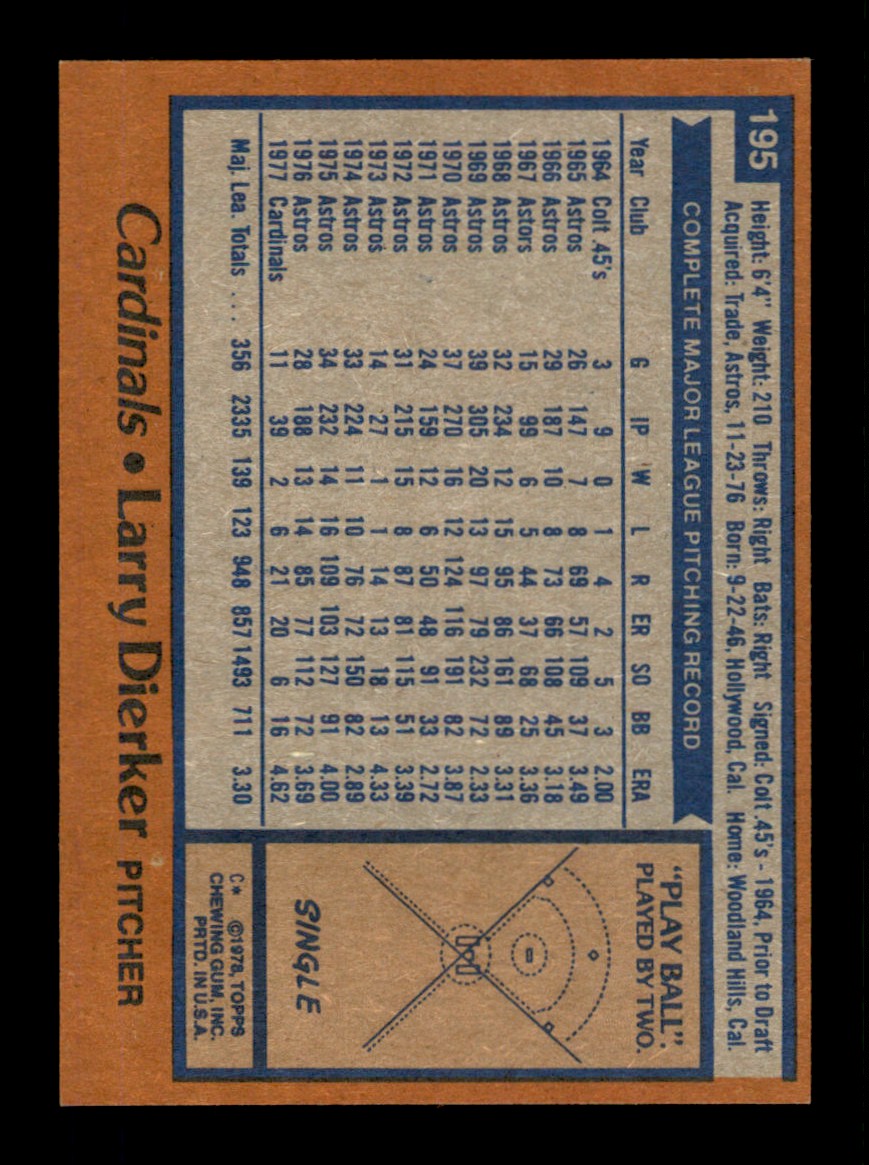 195
Height: 6'4" Weight: 210 Throws: Right Bats: Right Signed: Colt .45's - 1964, Prior to Draft
Acquired: Trade, Astros, 11-23-76 Born: 9-22-46, Hollywood, Cal. Home: Woodland Hills, Cal.
COMPLETE MAJOR LEAGUE PITCHING RECORD
Year Club G IP W L R ER SO BB ERA
1964 Colt .45's 3 9 0 1 4 2 5 3 2.00
1965 Astros 26 147 7 8 69 57 109 37 3.49
1966 Astros 29 187 10 8 73 66 108 45 3.18
1967 Astors 15 99 6 5 44 37 68 25 3.36
1968 Astros 32 234 12 15 95 86 161 89 3.31
1969 Astros 39 305 20 13 97 79 232 72 2.33
1970 Astros 37 270 16 12 124 116 191 82 3.87
1971 Astros 24 159 12 6 50 48 91 33 2.72
1972 Astros 31 215 15 8 87 81 115 51 3.39
1973 Astros 14 27 1 1 14 13 18 13 4.33
1974 Astros 33 224 11 10 76 72 150 82 2.89
1975 Astros 34 232 14 16 109 103 127 91 4.00
1976 Astros 28 188 13 14 85 77 112 72 3.69
1977 Cardinals 11 39 2 6 21 20 6 16 4.62
Maj. Lea. Totals ... 356 2335 139 123 948 857 1493 711 3.30
"PLAY BALL".
PLAYED BY TWO.
SINGLE
C* ©1978, TOPPS
CHEWING GUM, INC.
PRTD. IN U.S.A.
Cardinals • Larry Dierker PITCHER